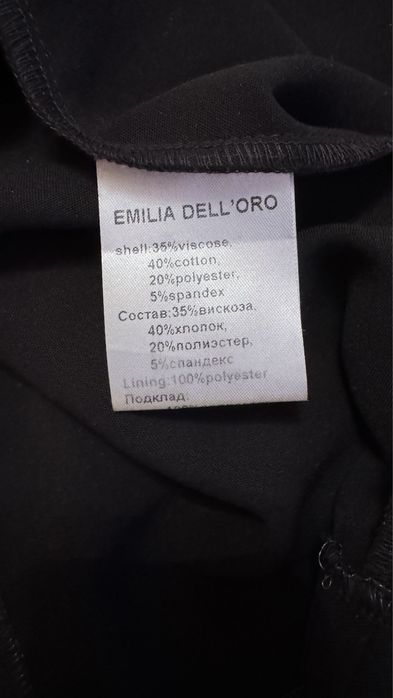 EMILIA DELL'ORO
shell:35%viscose,
40%cotton,
20%polyester,
5%spandex
Состав:35%вискоза,
40%хлопок,
20%полиэстер,
5%спандекс
Lining:100%polyester
Подклад: